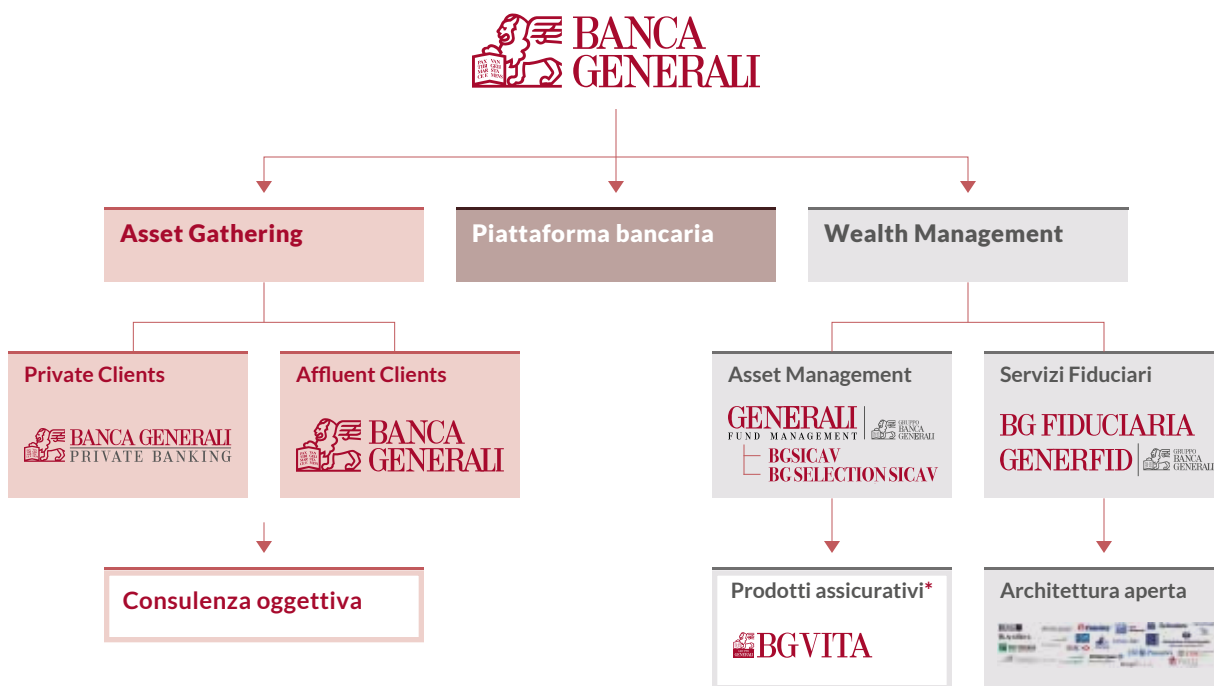 BANCA
GENERALI
Asset Gathering
Piattaforma bancaria
Wealth Management
Private Clients
BANCA GENERALI
PRIVATE BANKING
Affluent Clients
BANCA
GENERALI
Asset Management
GENERALI
FUND MANAGEMENT
GRUPPO
BANCA
GENERALI
BGSICAV
BG SELECTION SICAV
Servizi Fiduciari
BG FIDUCIARIA
GENERFID
GRUPPO
BANCA
GENERALI
Consulenza oggettiva
Prodotti assicurativi*
BG VITA
Architettura aperta